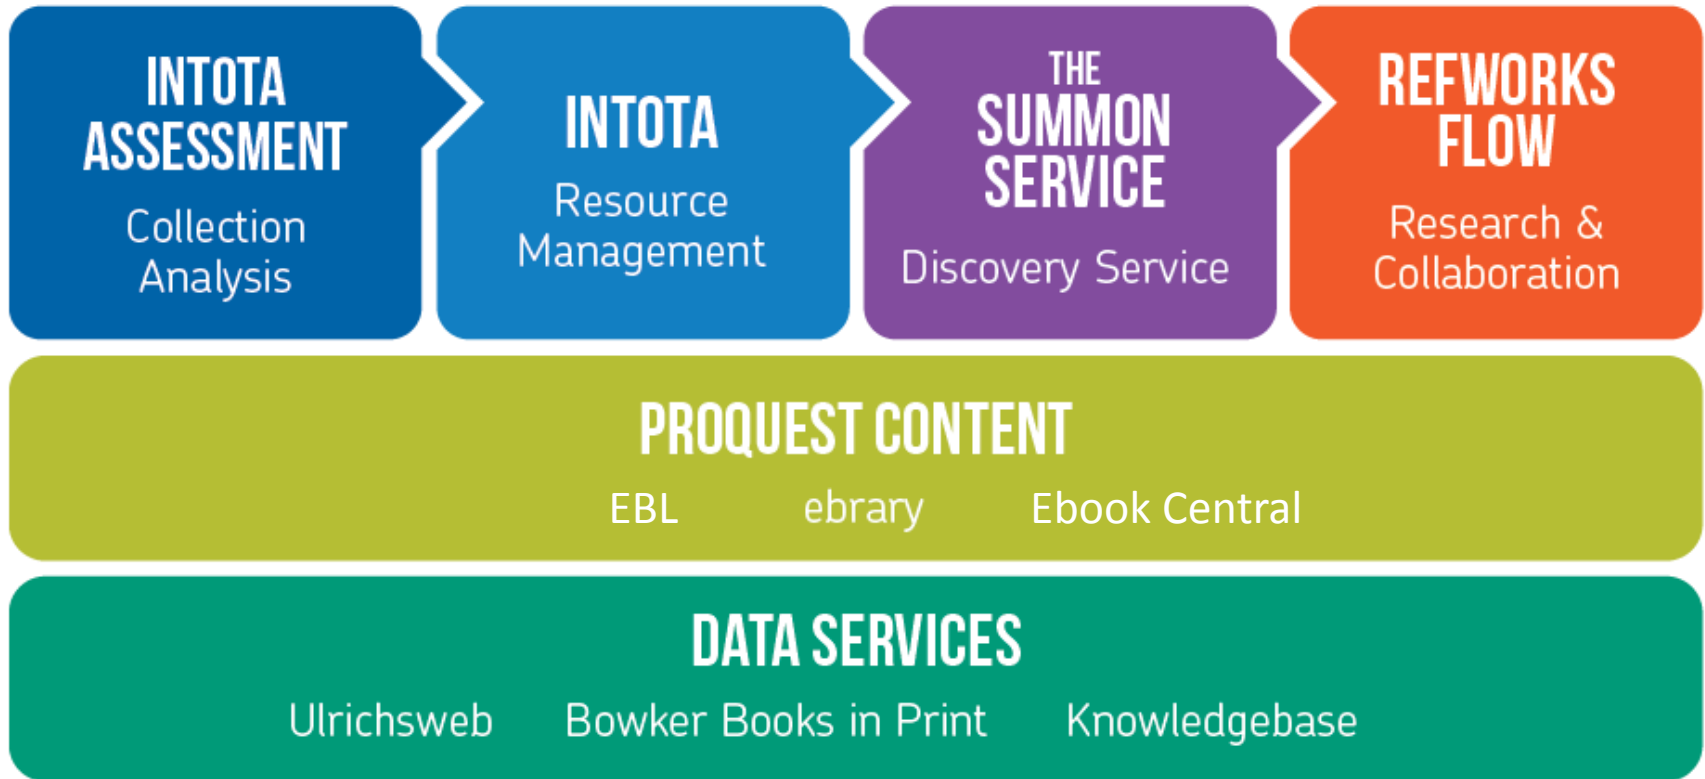 INTOTA
ASSESSMENT
Collection
Analysis
INTOTA
Resource
Management
THE
SUMMON
SERVICE
Discovery Service
REFWORKS
FLOW
Research &
Collaboration
PROQUEST CONTENT
EBL ebrary Ebook Central
DATA SERVICES
Ulrichsweb Bowker Books in Print Knowledgebase